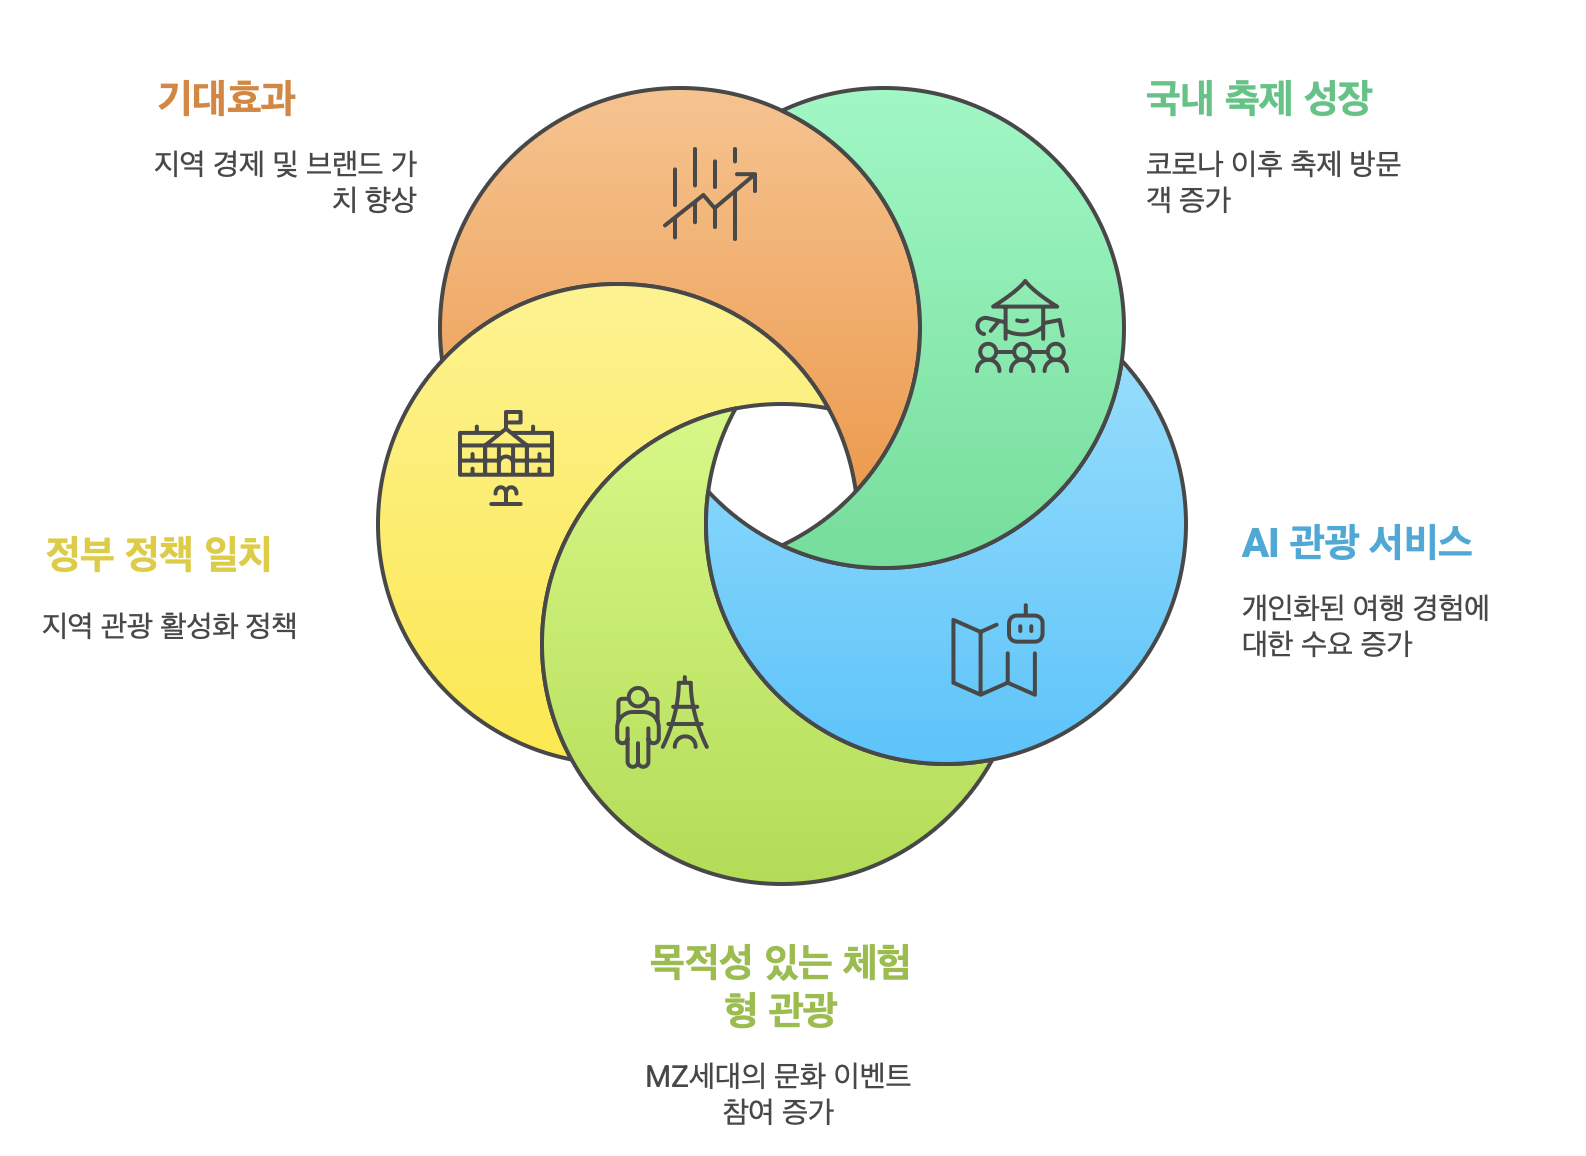 기대효과
지역 경제 및 브랜드 가
치 향상
국내 축제 성장
코로나 이후 축제 방문
객 증가
정부 정책 일치
지역 관광 활성화 정책
AI 관광 서비스
개인화된 여행 경험에
대한 수요 증가
목적성 있는 체험
형 관광
MZ세대의 문화 이벤트
참여 증가